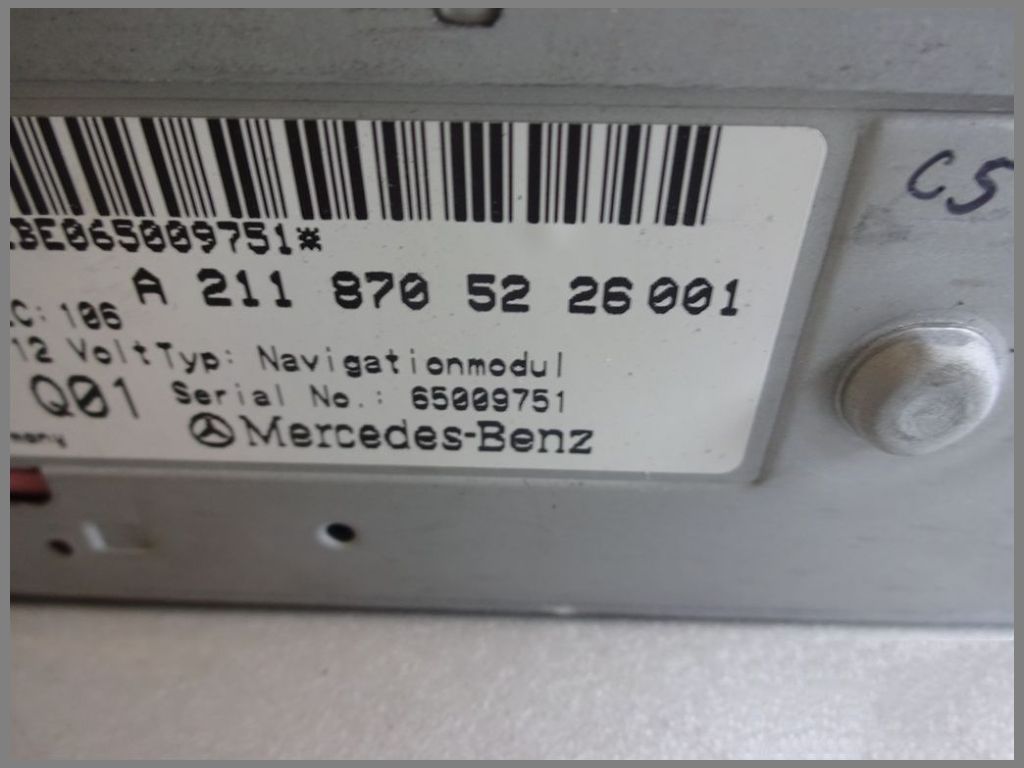 BE065009751*
C5
A 211 870 52 26 001
C: 106
12 Volt Typ: Navigationmodul
Q01 Serial No.: 65009751
Mercedes-Benz